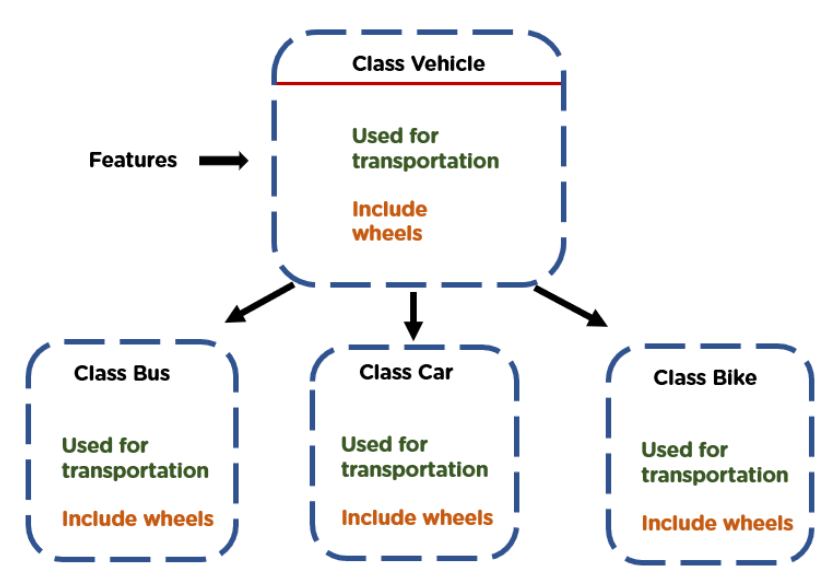 Class Vehicle
Features
Used for
transportation
Include
wheels
Class Bus
Used for
transportation
Include wheels
Class Car
Used for
transportation
Include wheels
Class Bike
Used for
transportation
Include wheels